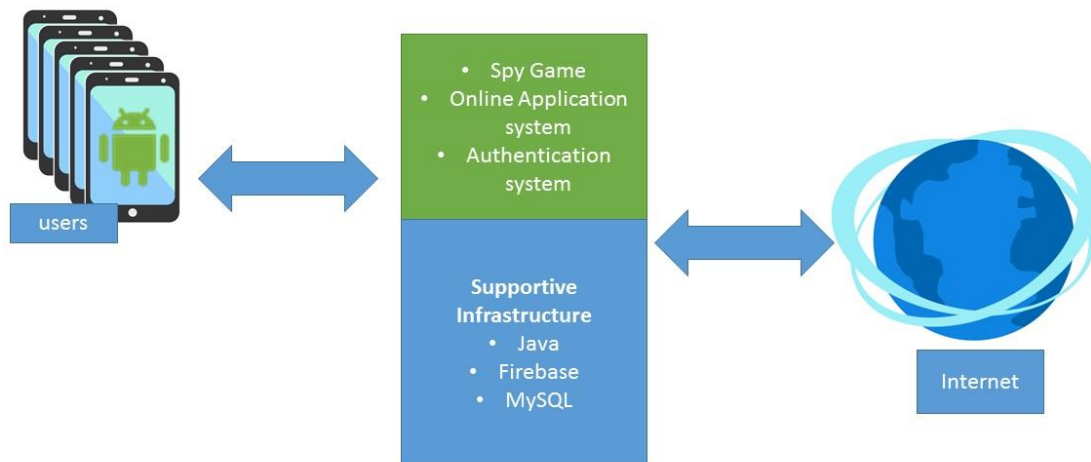 users
• Spy Game
• Online Application
system
• Authentication
system
Supportive
Infrastructure
• Java
• Firebase
• MySQL
Internet